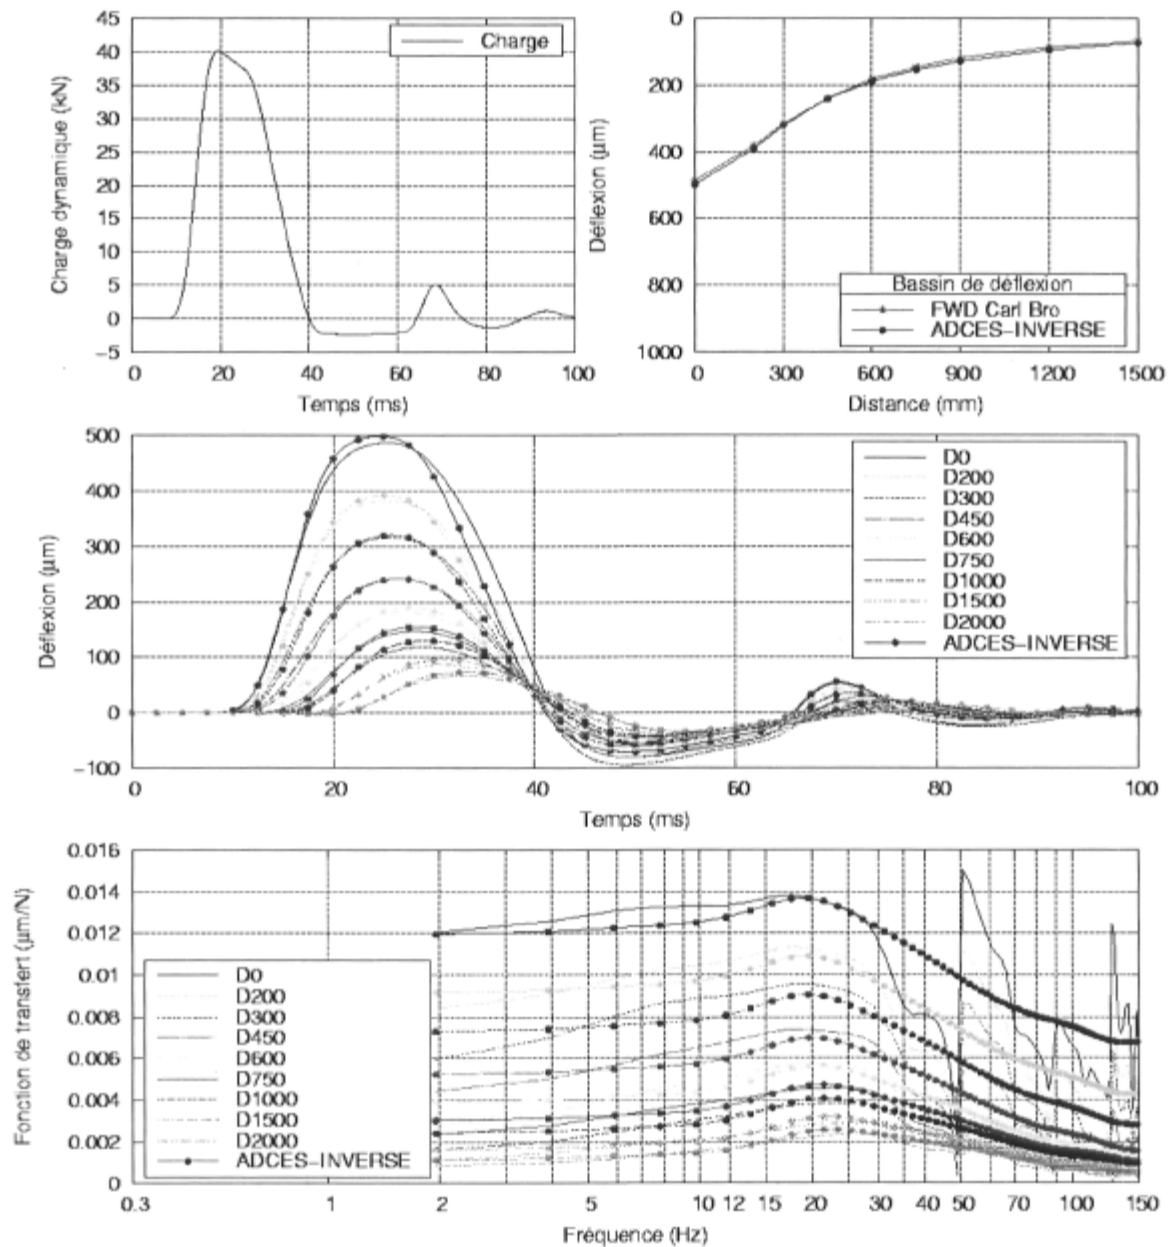 45
40
35
30
25
20
15
10
5
0
−5
Charge dynamique (kN)
Charge
0 20 40 60 80 100
Temps (ms)
0
200
400
600
800
1000
Déflexion (µm)
Bassin de déflexion
FWD Carl Bro
ADCES−INVERSE
0 300 600 900 1200 1500
Distance (mm)
500
400
300
200
100
0
−100
Déflexion (µm)
D0
D200
D300
D450
D600
D750
D1000
D1500
D2000
ADCES−INVERSE
0 20 40 60 80 100
Temps (ms)
0.016
0.014
0.012
0.01
0.008
0.006
0.004
0.002
0
Fonction de transfert (µm/N)
D0
D200
D300
D450
D600
D750
D1000
D1500
D2000
ADCES−INVERSE
0.3 1 2 5 10 12 15 20 30 40 50 70 100 150
Fréquence (Hz)